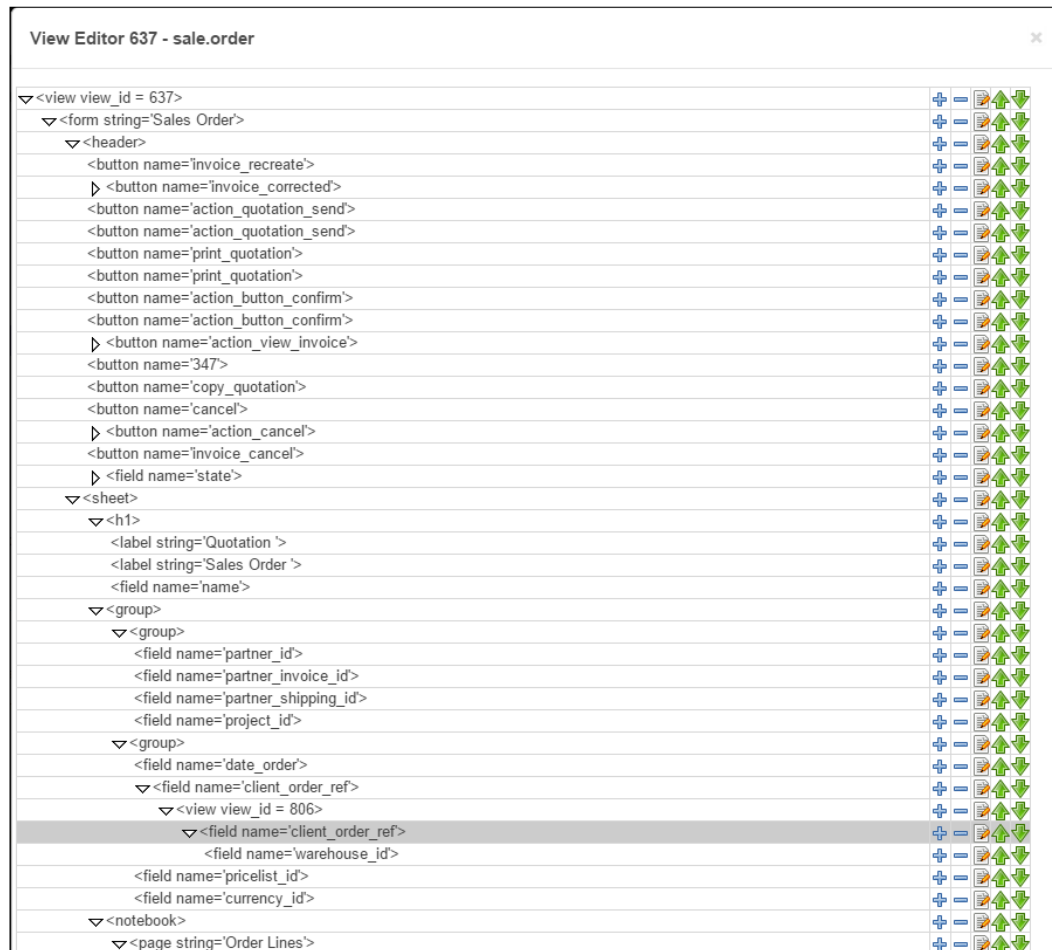 View Editor 637 - sale.order
×
<view view_id = 637>
<form string='Sales Order'>
<header>
<button name='invoice_recreate'>
<button name='invoice_corrected'>
<button name='action_quotation_send'>
<button name='action_quotation_send'>
<button name='print_quotation'>
<button name='print_quotation'>
<button name='action_button_confirm'>
<button name='action_button_confirm'>
<button name='action_view_invoice'>
<button name='347'>
<button name='copy_quotation'>
<button name='cancel'>
<button name='action_cancel'>
<button name='invoice_cancel'>
<field name='state'>
<sheet>
<h1>
<label string='Quotation '>
<label string='Sales Order '>
<field name='name'>
<group>
<group>
<field name='partner_id'>
<field name='partner_invoice_id'>
<field name='partner_shipping_id'>
<field name='project_id'>
<group>
<field name='date_order'>
<field name='client_order_ref'>
<view view_id = 806>
<field name='client_order_ref'>
<field name='warehouse_id'>
<field name='pricelist_id'>
<field name='currency_id'>
<notebook>
<page string='Order Lines'>